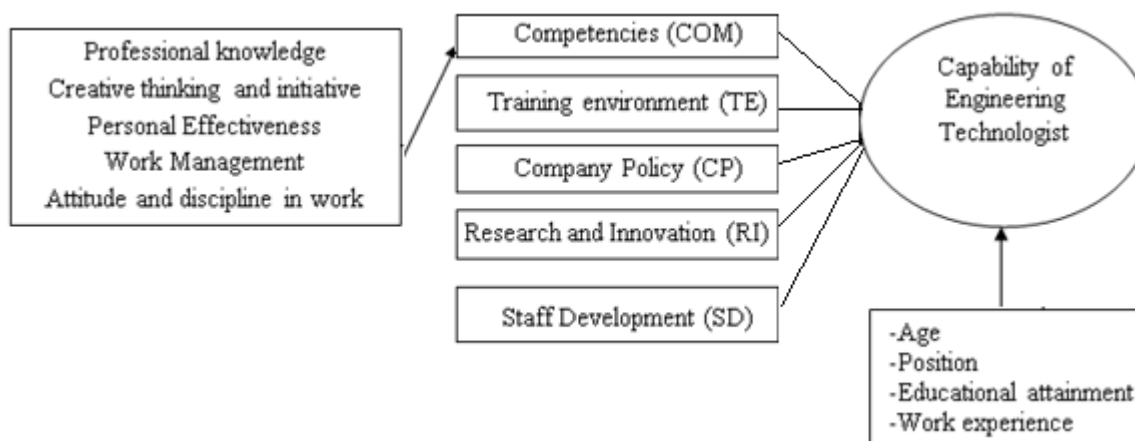 Professional knowledge
Creative thinking and initiative
Personal Effectiveness
Work Management
Attitude and discipline in work
Competencies (COM)
Training environment (TE)
Company Policy (CP)
Research and Innovation (RI)
Staff Development (SD)
Capability of
Engineering
Technologist
-Age
-Position
-Educational attainment
-Work experience